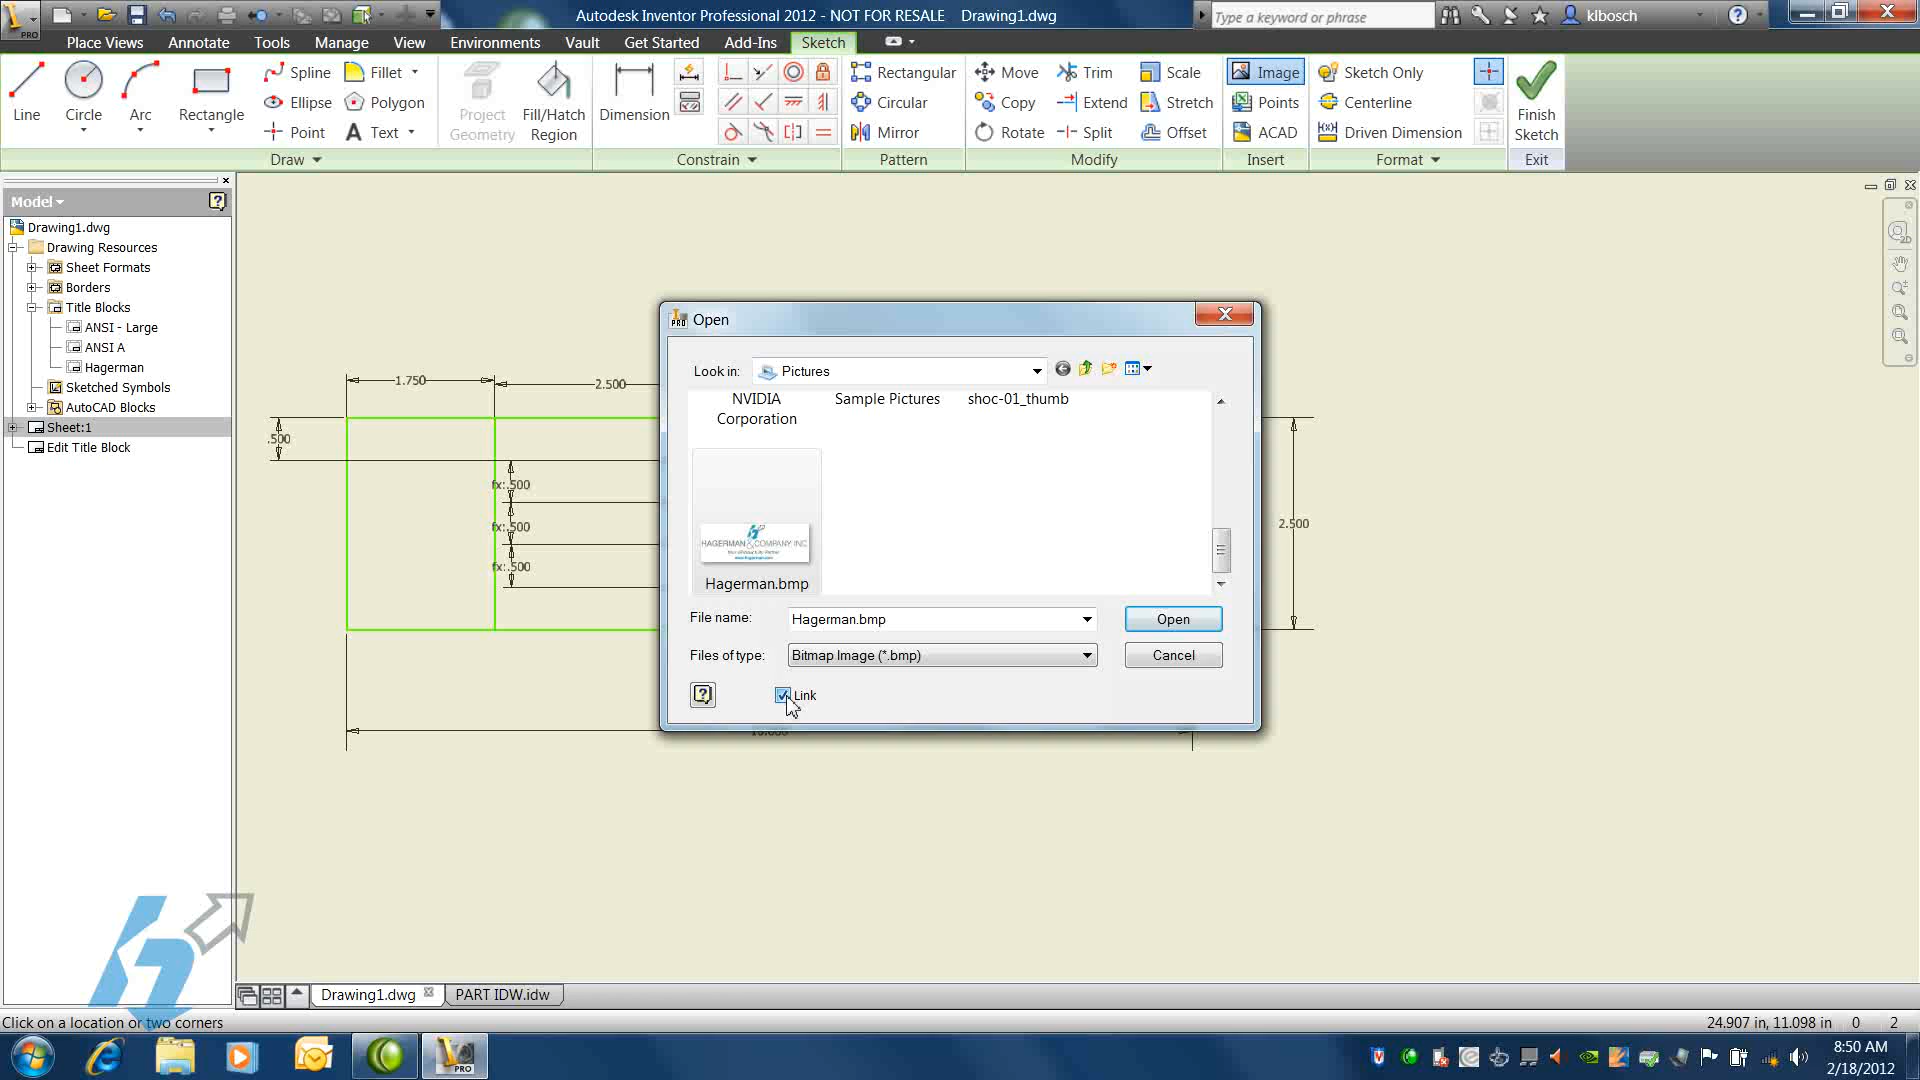 Autodesk Inventor Professional 2012 - NOT FOR RESALE Drawing1.dwg
Type a keyword or phrase
klbosch
PRO
Place Views Annotate Tools Manage View Environments Vault Get Started Add-Ins Sketch
Line Circle Arc Rectangle
Spline Fillet
Ellipse Polygon
Point Text
Project Geometry
Fill/Hatch Region
Dimension
Rectangular
Circular
Mirror
Move Trim Scale
Copy Extend Stretch
Rotate Split Offset
Image
Points
ACAD
Sketch Only
Centerline
Driven Dimension
Finish Sketch
Draw Constrain Pattern Modify Insert Format Exit
Model
Drawing1.dwg
Drawing Resources
Sheet Formats
Borders
Title Blocks
ANSI - Large
ANSI A
Hagerman
Sketched Symbols
AutoCAD Blocks
Sheet:1
Edit Title Block
1.750
2.500
.500
fx:.500
fx:.500
fx:.500
2.500
Open
Look in: Pictures
NVIDIA Corporation
Sample Pictures
shoc-01_thumb
HAGERMAN & COMPANY INC
Hagerman.bmp
File name: Hagerman.bmp
Open
Files of type: Bitmap Image (*.bmp)
Cancel
Link
2D
Drawing1.dwg PART IDW.idw
Click on a location or two corners
24.907 in, 11.098 in 0 2
PRO
8:50 AM
2/18/2012